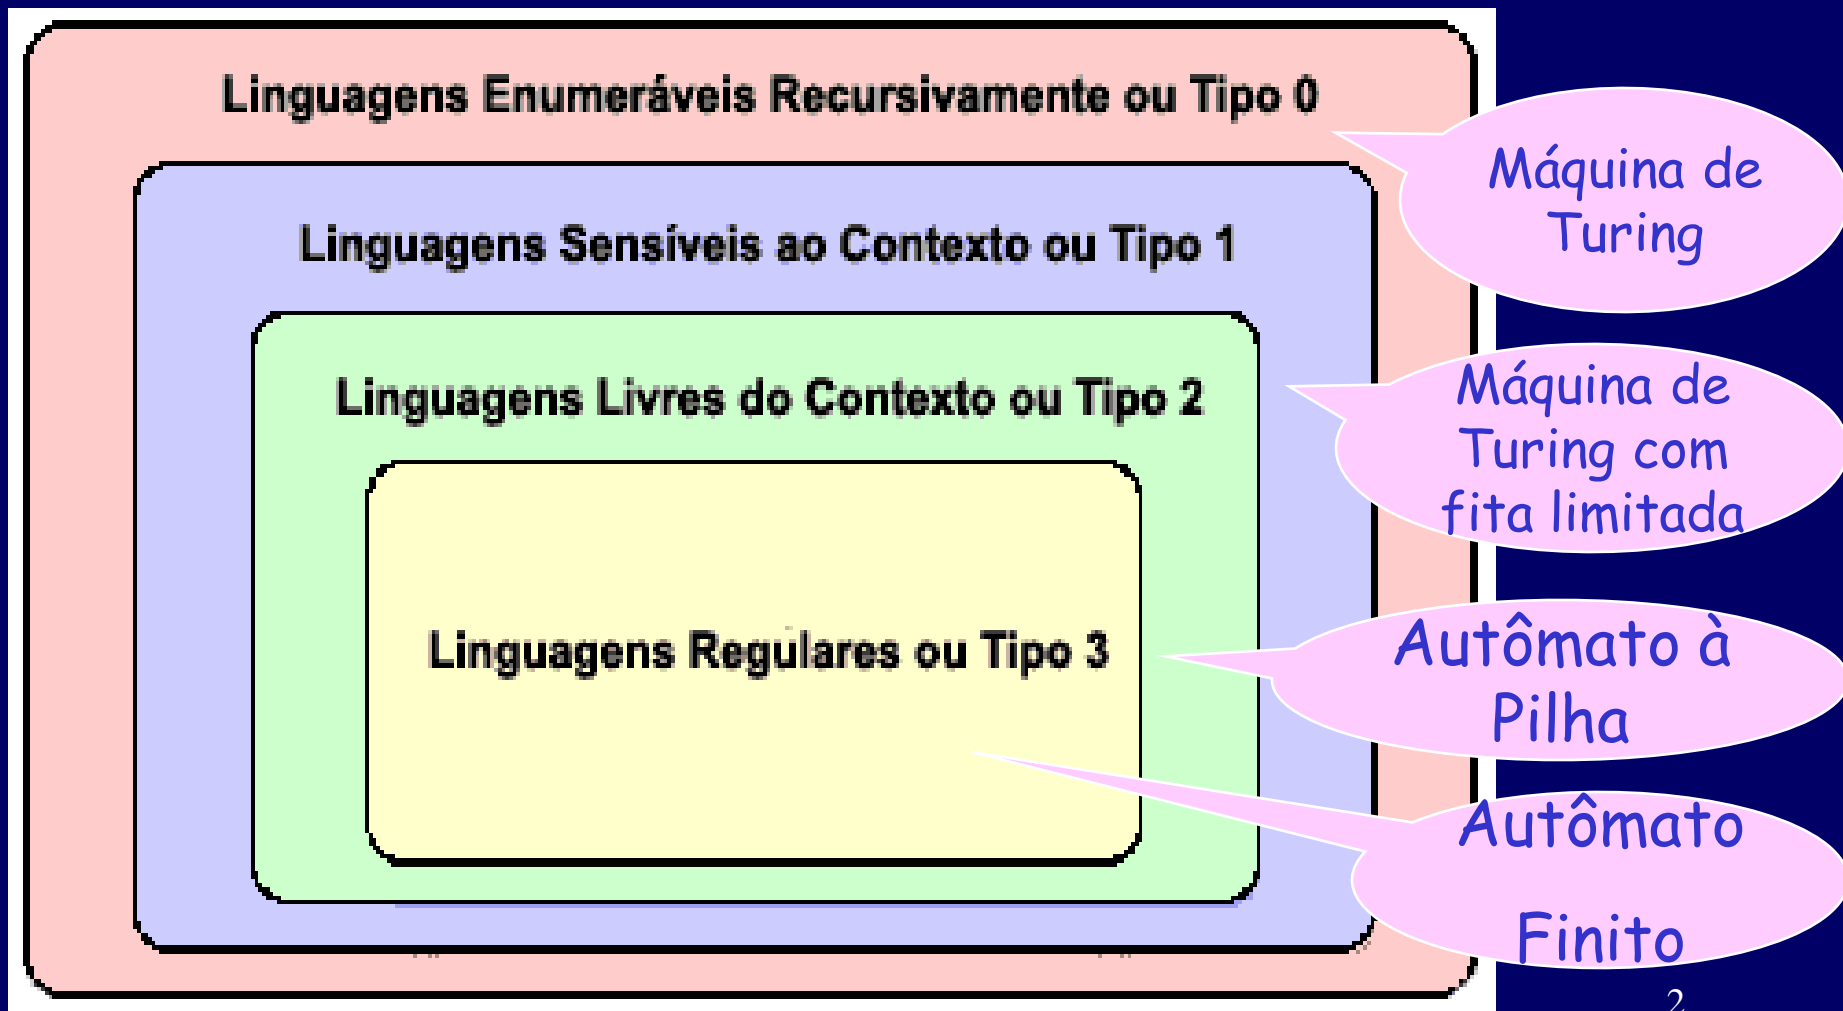 Linguagens Enumeráveis Recursivamente ou Tipo 0
Máquina de
Turing
Linguagens Sensíveis ao Contexto ou Tipo 1
Máquina de
Turing com
fita limitada
Linguagens Livres do Contexto ou Tipo 2
Autômato à
Pilha
Linguagens Regulares ou Tipo 3
Autômato
Finito
2